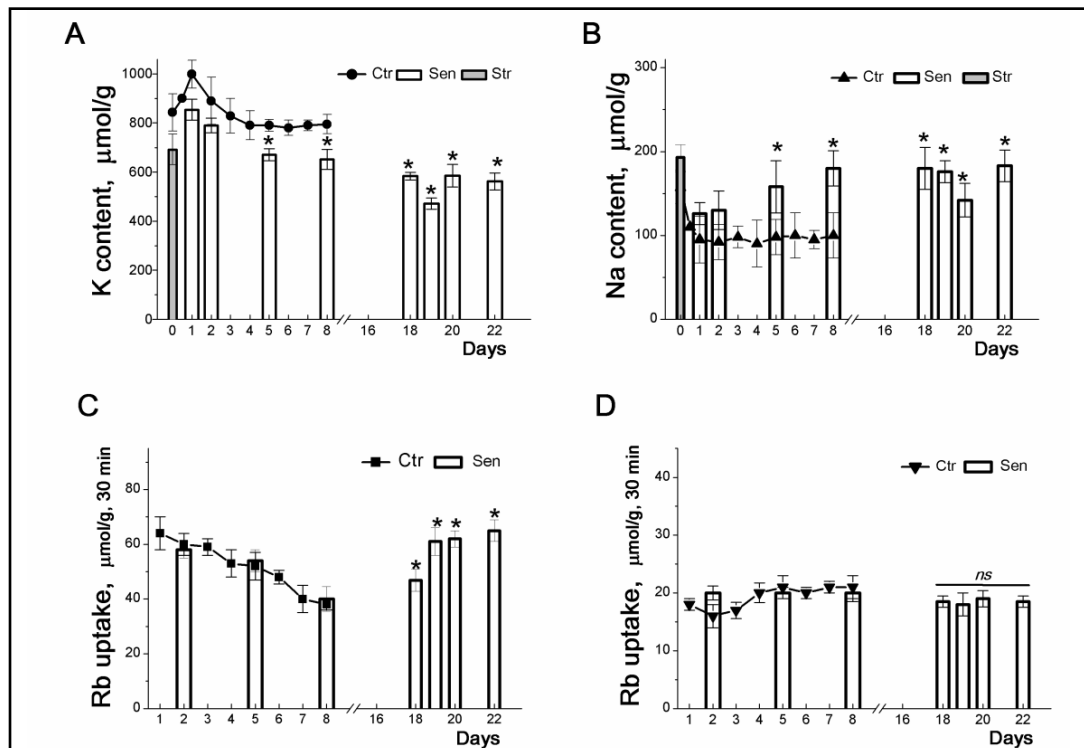 A
K content, μmol/g
Ctr Sen Str
1000
800
600
400
200
0
* * * * * *
0 1 2 3 4 5 6 7 8 16 18 20 22
Days
B
Na content, μmol/g
Ctr Sen Str
300
200
100
0
* * * * * *
0 1 2 3 4 5 6 7 8 16 18 20 22
Days
C
Rb uptake, μmol/g, 30 min
Ctr Sen
80
60
40
20
0
* * * *
1 2 3 4 5 6 7 8 16 18 20 22
Days
D
Rb uptake, μmol/g, 30 min
Ctr Sen
40
30
20
10
0
ns
1 2 3 4 5 6 7 8 16 18 20 22
Days